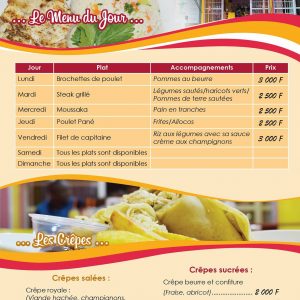 ... Le Menu du Jour ...
Jour Plat Accompagnements Prix
Lundi Brochettes de poulet Pommes au beurre 3 000 F
Mardi Steak grillé Légumes sautés/haricots verts/
Pommes de terre sautées 2 500 F
Mercredi Moussaka Pain en tranches 2 500 F
Jeudi Poulet Pané Frites/Allocos 2 500 F
Vendredi Filet de capitaine Riz aux légumes avec sa sauce
crème aux champignons 3 000 F
Samedi Tous les plats sont disponibles
Dimanche Tous les plats sont disponibles
... Les Crêpes ...
Crêpes salées :
Crêpe royale :
(Viande hachée, champignons,
Crêpes sucrées :
Crêpe beurre et confiture
(Fraise, abricot)............... 2 000 F